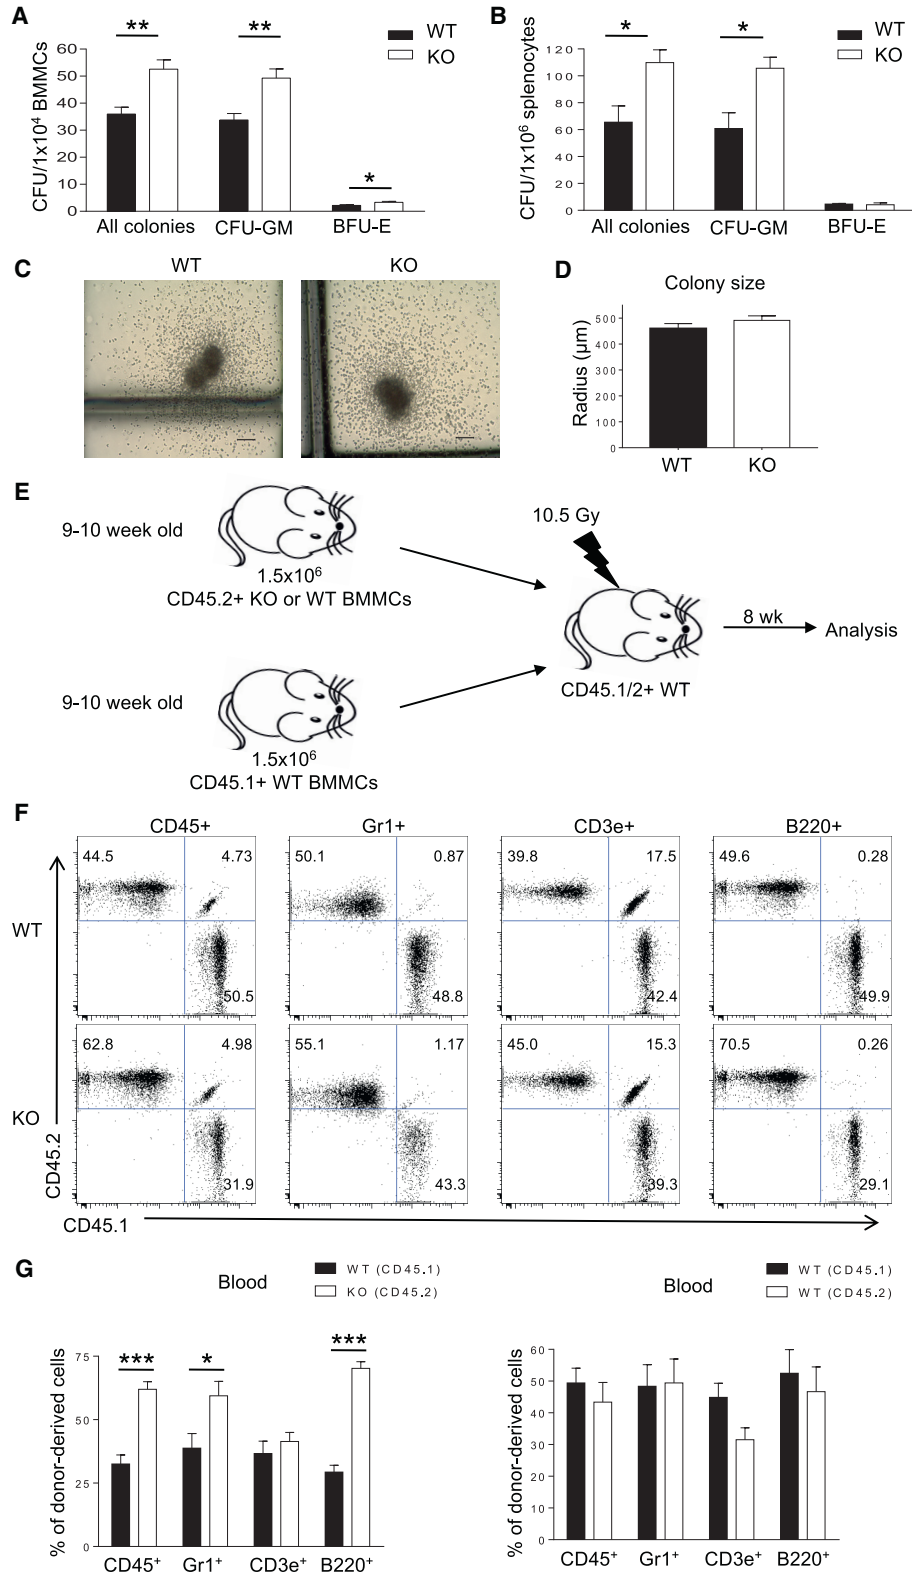 A
** ** WT
KO
CFU/1x10⁴ BMMCs
60
50
40
30
20
10
0
*
All colonies CFU-GM BFU-E
B
* * WT
KO
CFU/1x10⁶ splenocytes
120
100
80
60
40
20
0
All colonies CFU-GM BFU-E
C
WT KO
D
Colony size
Radius (μm)
500
400
300
200
100
0
WT KO
E
9-10 week old
1.5x10⁶
CD45.2+ KO or WT BMMCs
9-10 week old
1.5x10⁶
CD45.1+ WT BMMCs
10.5 Gy
CD45.1/2+ WT
8 wk
Analysis
F
CD45+ Gr1+ CD3e+ B220+
WT
44.5 4.73 50.1 0.87 39.8 17.5 49.6 0.28
50.5 48.8 42.4 49.9
KO
62.8 4.98 55.1 1.17 45.0 15.3 70.5 0.26
31.9 43.3 39.3 29.1
CD45.2
CD45.1
G
Blood
WT (CD45.1)
KO (CD45.2)
% of donor-derived cells
75
50
25
0
*** * ***
CD45⁺ Gr1⁺ CD3e⁺ B220⁺
Blood
WT (CD45.1)
WT (CD45.2)
% of donor-derived cells
60
50
40
30
20
10
0
CD45⁺ Gr1⁺ CD3e⁺ B220⁺